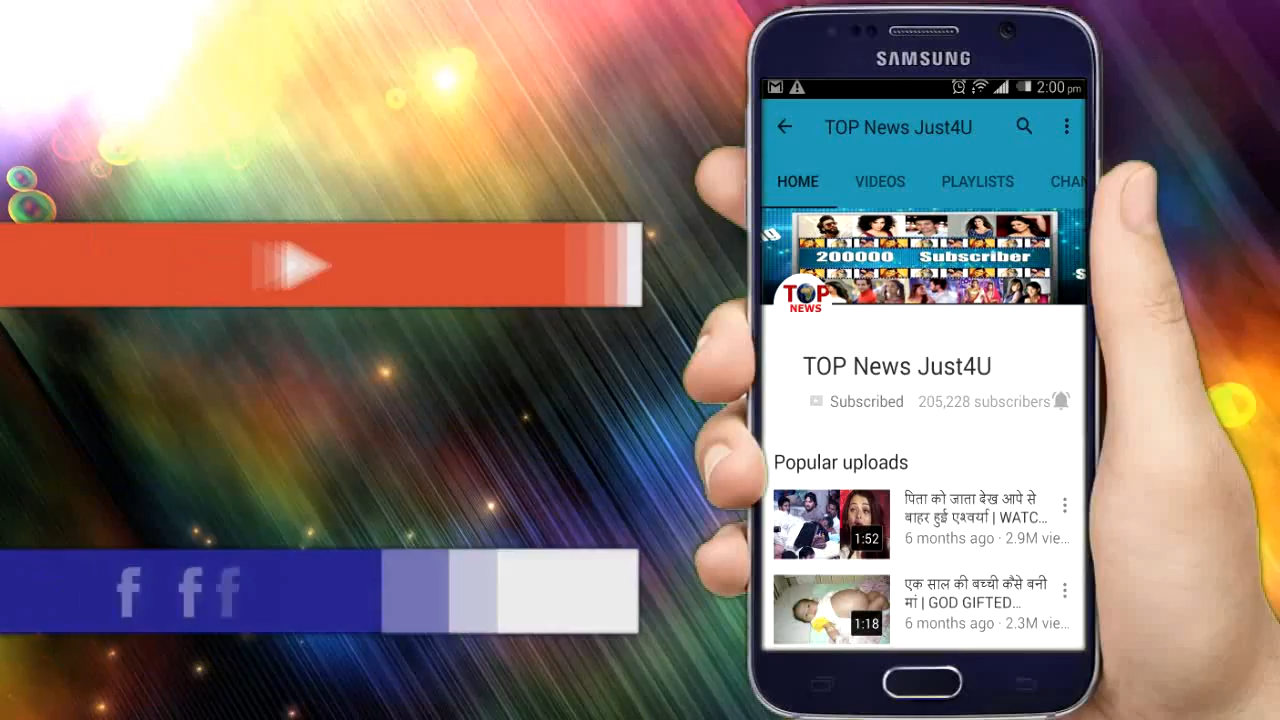 SAMSUNG
2:00 pm
TOP News Just4U
HOME VIDEOS PLAYLISTS CHAN
200000 Subscriber
TOP
NEWS
TOP News Just4U
Subscribed 205,228 subscribers
Popular uploads
पिता को जाता देख आपे से
बाहर हुई एश्वर्या | WATC...
1:52
6 months ago · 2.9M vie...
एक साल की बच्ची कैसे बनी
मां | GOD GIFTED...
1:18
6 months ago · 2.3M vie...
f f f